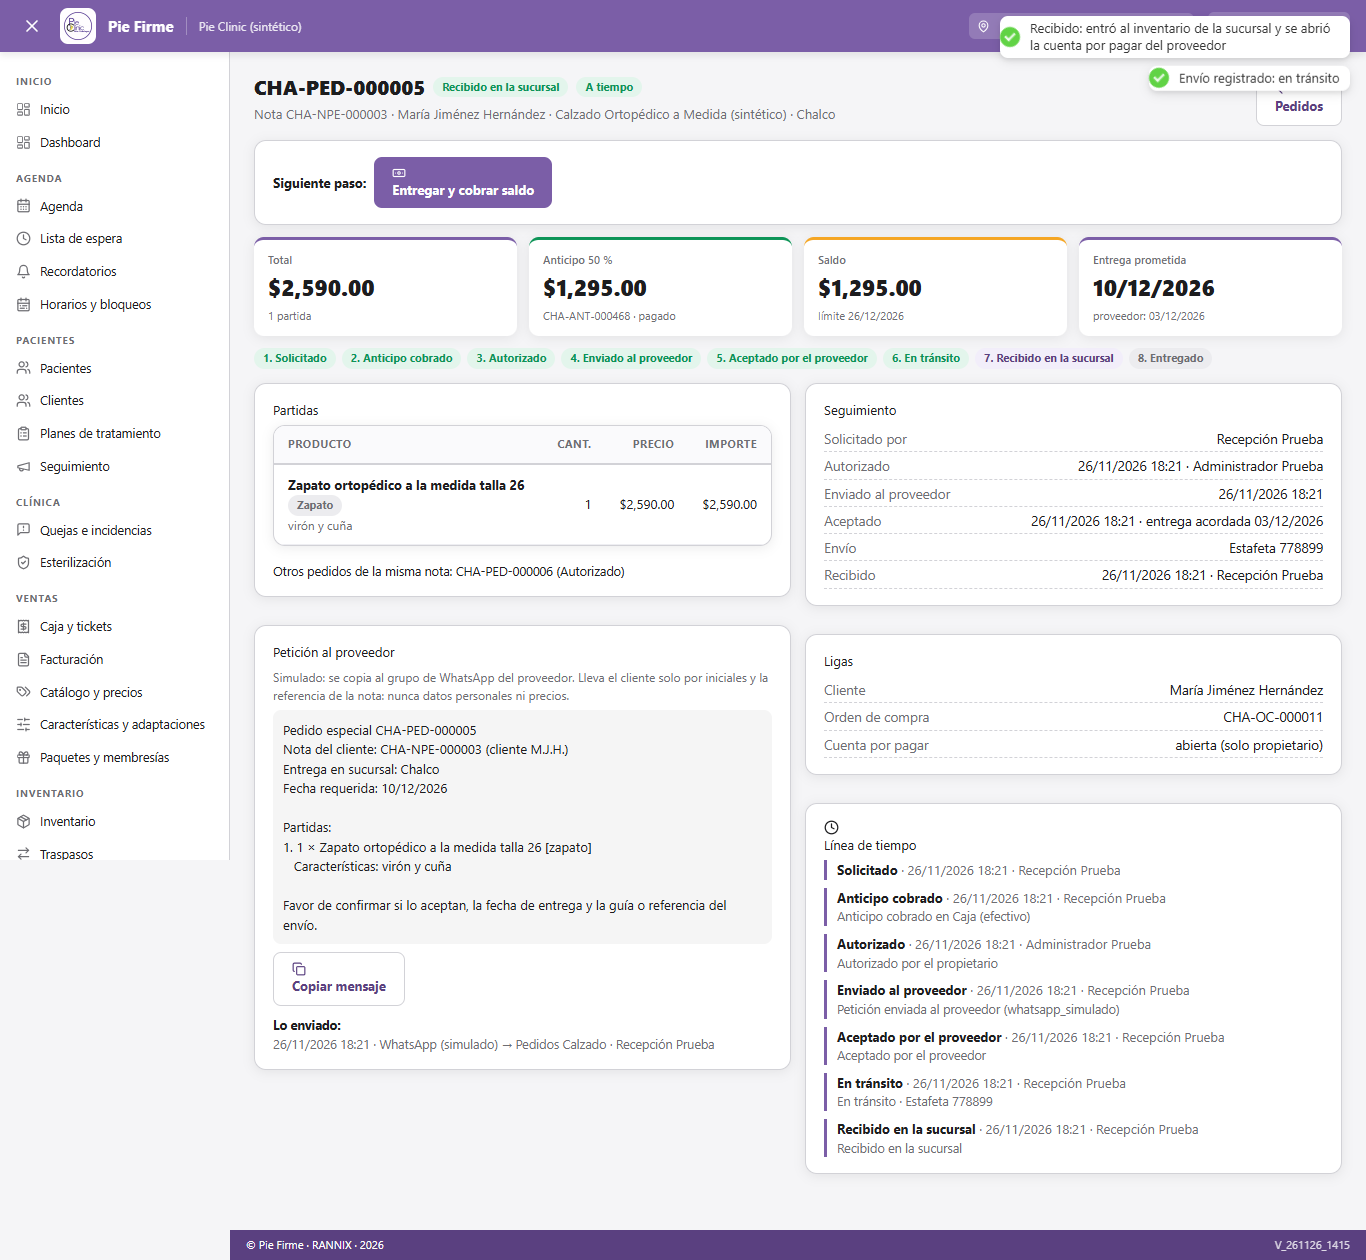 Pie Firme
Pie Clinic (sintético)
Recibido: entró al inventario de la sucursal y se abrió
la cuenta por pagar del proveedor
Envío registrado: en tránsito
INICIO
Inicio
Dashboard
AGENDA
Agenda
Lista de espera
Recordatorios
Horarios y bloqueos
PACIENTES
Pacientes
Clientes
Planes de tratamiento
Seguimiento
CLÍNICA
Quejas e incidencias
Esterilización
VENTAS
Caja y tickets
Facturación
Catálogo y precios
Características y adaptaciones
Paquetes y membresías
INVENTARIO
Inventario
Traspasos
CHA-PED-000005
Recibido en la sucursal
A tiempo
Nota CHA-NPE-000003 · María Jiménez Hernández · Calzado Ortopédico a Medida (sintético) · Chalco
Pedidos
Siguiente paso:
Entregar y cobrar saldo
Total
$2,590.00
1 partida
Anticipo 50 %
$1,295.00
CHA-ANT-000468 · pagado
Saldo
$1,295.00
límite 26/12/2026
Entrega prometida
10/12/2026
proveedor: 03/12/2026
1. Solicitado
2. Anticipo cobrado
3. Autorizado
4. Enviado al proveedor
5. Aceptado por el proveedor
6. En tránsito
7. Recibido en la sucursal
8. Entregado
Partidas
PRODUCTO CANT. PRECIO IMPORTE
Zapato ortopédico a la medida talla 26
Zapato
virón y cuña
1 $2,590.00 $2,590.00
Otros pedidos de la misma nota: CHA-PED-000006 (Autorizado)
Petición al proveedor
Simulado: se copia al grupo de WhatsApp del proveedor. Lleva el cliente solo por iniciales y la
referencia de la nota: nunca datos personales ni precios.
Pedido especial CHA-PED-000005
Nota del cliente: CHA-NPE-000003 (cliente M.J.H.)
Entrega en sucursal: Chalco
Fecha requerida: 10/12/2026
Partidas:
1. 1 × Zapato ortopédico a la medida talla 26 [zapato]
Características: virón y cuña
Favor de confirmar si lo aceptan, la fecha de entrega y la guía o referencia del
envío.
Copiar mensaje
Lo enviado:
26/11/2026 18:21 · WhatsApp (simulado) → Pedidos Calzado · Recepción Prueba
Seguimiento
Solicitado por Recepción Prueba
Autorizado 26/11/2026 18:21 · Administrador Prueba
Enviado al proveedor 26/11/2026 18:21
Aceptado 26/11/2026 18:21 · entrega acordada 03/12/2026
Envío Estafeta 778899
Recibido 26/11/2026 18:21 · Recepción Prueba
Ligas
Cliente María Jiménez Hernández
Orden de compra CHA-OC-000011
Cuenta por pagar abierta (solo propietario)
Línea de tiempo
Solicitado · 26/11/2026 18:21 · Recepción Prueba
Anticipo cobrado · 26/11/2026 18:21 · Recepción Prueba
Anticipo cobrado en Caja (efectivo)
Autorizado · 26/11/2026 18:21 · Administrador Prueba
Autorizado por el propietario
Enviado al proveedor · 26/11/2026 18:21 · Recepción Prueba
Petición enviada al proveedor (whatsapp_simulado)
Aceptado por el proveedor · 26/11/2026 18:21 · Recepción Prueba
Aceptado por el proveedor
En tránsito · 26/11/2026 18:21 · Recepción Prueba
En tránsito · Estafeta 778899
Recibido en la sucursal · 26/11/2026 18:21 · Recepción Prueba
Recibido en la sucursal
© Pie Firme · RANNIX · 2026
V_261126_1415